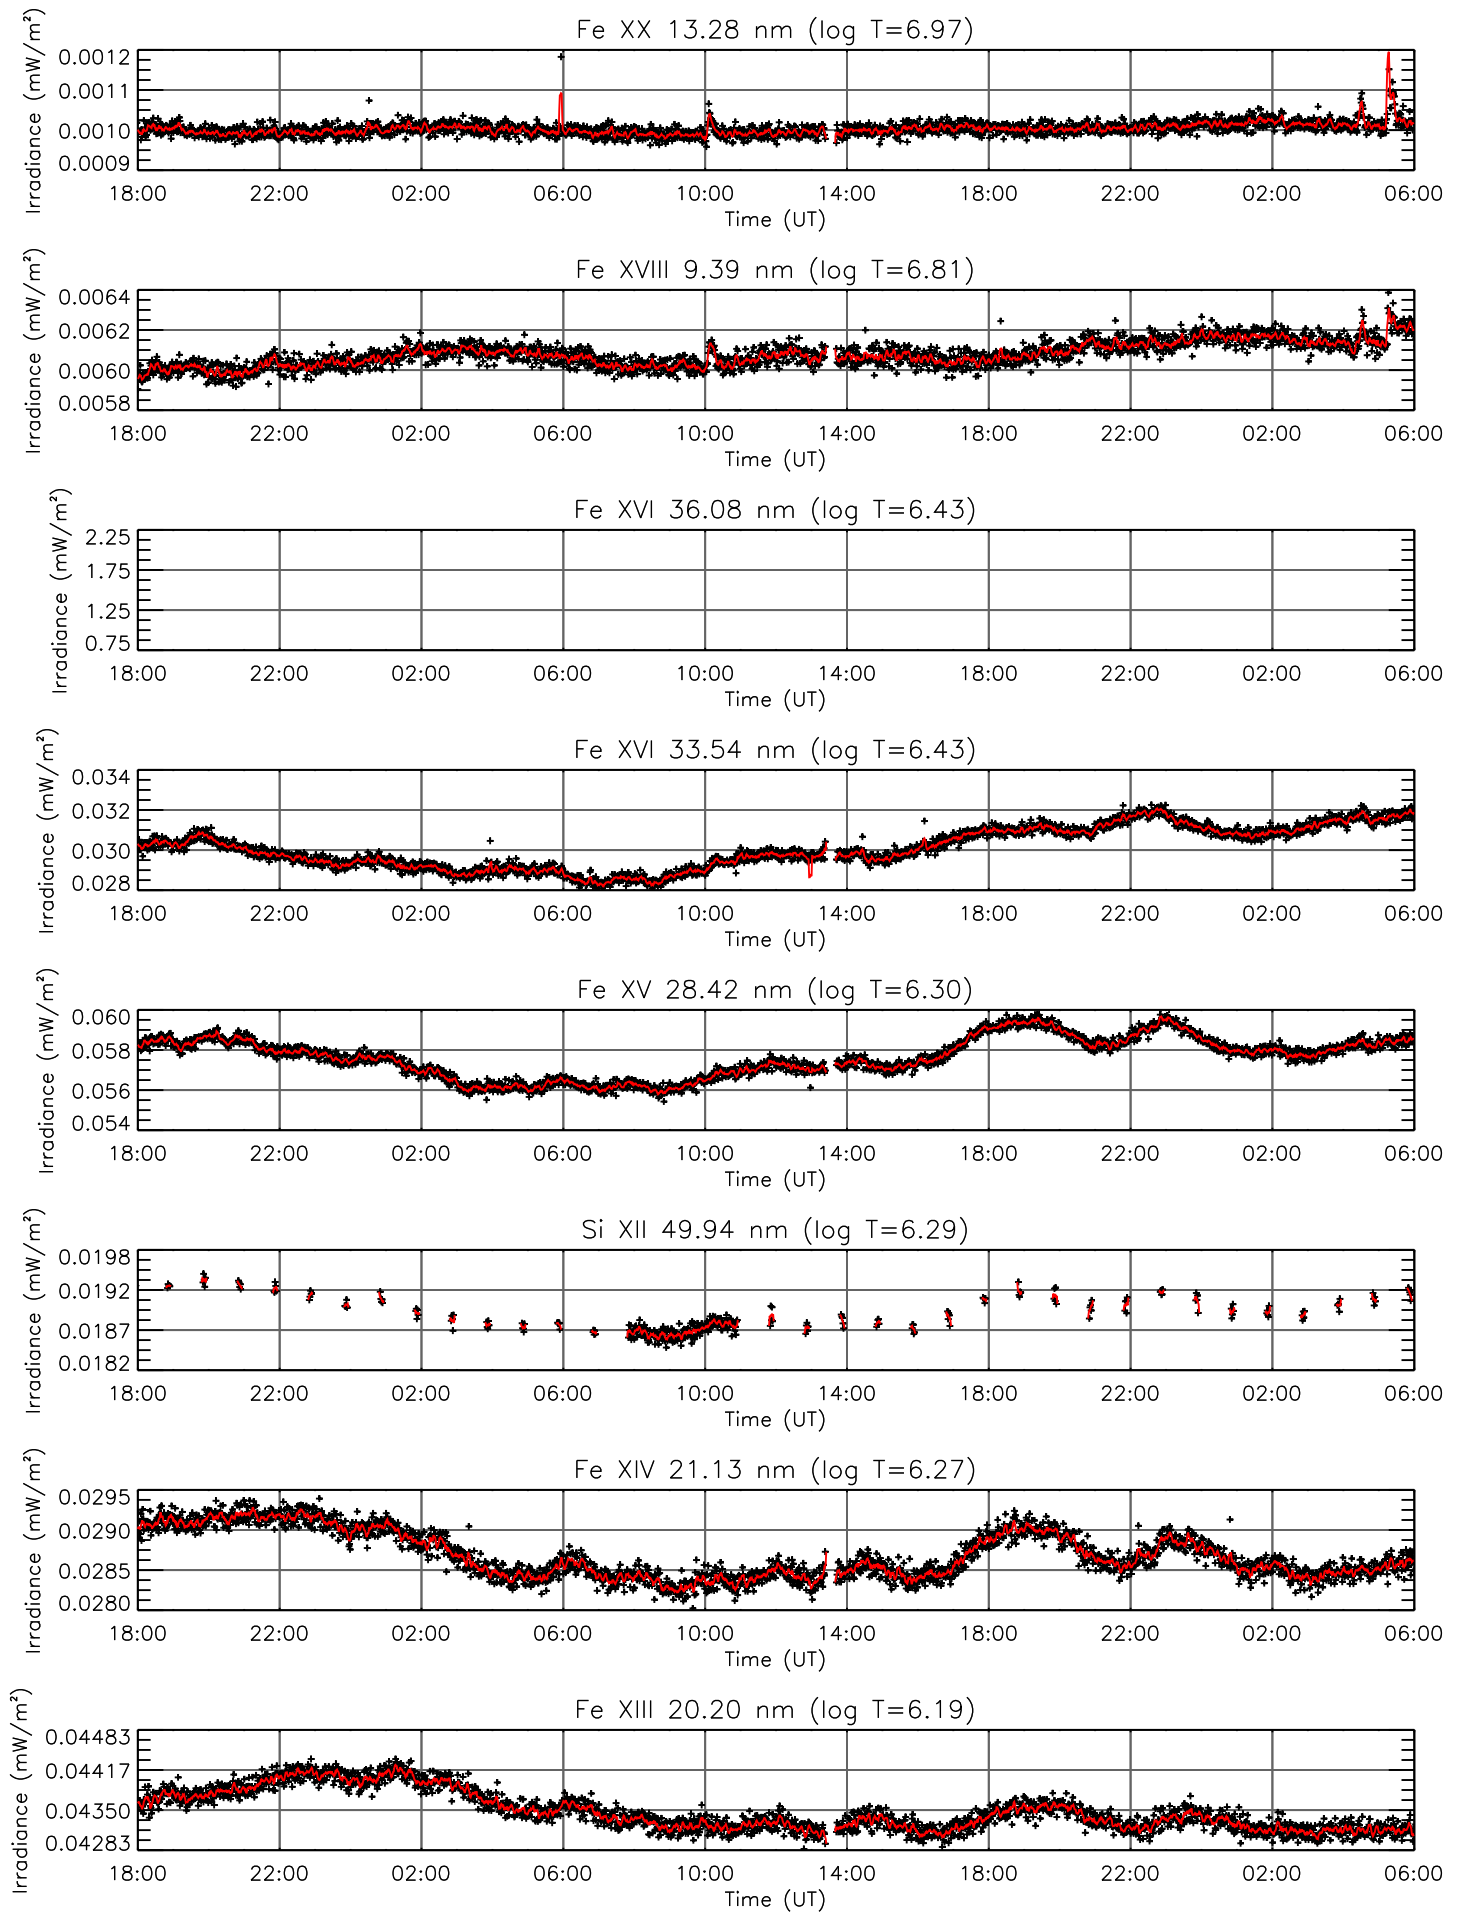 Fe XX 13.28 nm (log T=6.97)
Irradiance (mW/m²)
0.0012
0.0011
0.0010
0.0009
18:00 22:00 02:00 06:00 10:00 14:00 18:00 22:00 02:00 06:00
Time (UT)
Fe XVIII 9.39 nm (log T=6.81)
Irradiance (mW/m²)
0.0064
0.0062
0.0060
0.0058
18:00 22:00 02:00 06:00 10:00 14:00 18:00 22:00 02:00 06:00
Time (UT)
Fe XVI 36.08 nm (log T=6.43)
Irradiance (mW/m²)
2.25
1.75
1.25
0.75
18:00 22:00 02:00 06:00 10:00 14:00 18:00 22:00 02:00 06:00
Time (UT)
Fe XVI 33.54 nm (log T=6.43)
Irradiance (mW/m²)
0.034
0.032
0.030
0.028
18:00 22:00 02:00 06:00 10:00 14:00 18:00 22:00 02:00 06:00
Time (UT)
Fe XV 28.42 nm (log T=6.30)
Irradiance (mW/m²)
0.060
0.058
0.056
0.054
18:00 22:00 02:00 06:00 10:00 14:00 18:00 22:00 02:00 06:00
Time (UT)
Si XII 49.94 nm (log T=6.29)
Irradiance (mW/m²)
0.0198
0.0192
0.0187
0.0182
18:00 22:00 02:00 06:00 10:00 14:00 18:00 22:00 02:00 06:00
Time (UT)
Fe XIV 21.13 nm (log T=6.27)
Irradiance (mW/m²)
0.0295
0.0290
0.0285
0.0280
18:00 22:00 02:00 06:00 10:00 14:00 18:00 22:00 02:00 06:00
Time (UT)
Fe XIII 20.20 nm (log T=6.19)
Irradiance (mW/m²)
0.04483
0.04417
0.04350
0.04283
18:00 22:00 02:00 06:00 10:00 14:00 18:00 22:00 02:00 06:00
Time (UT)